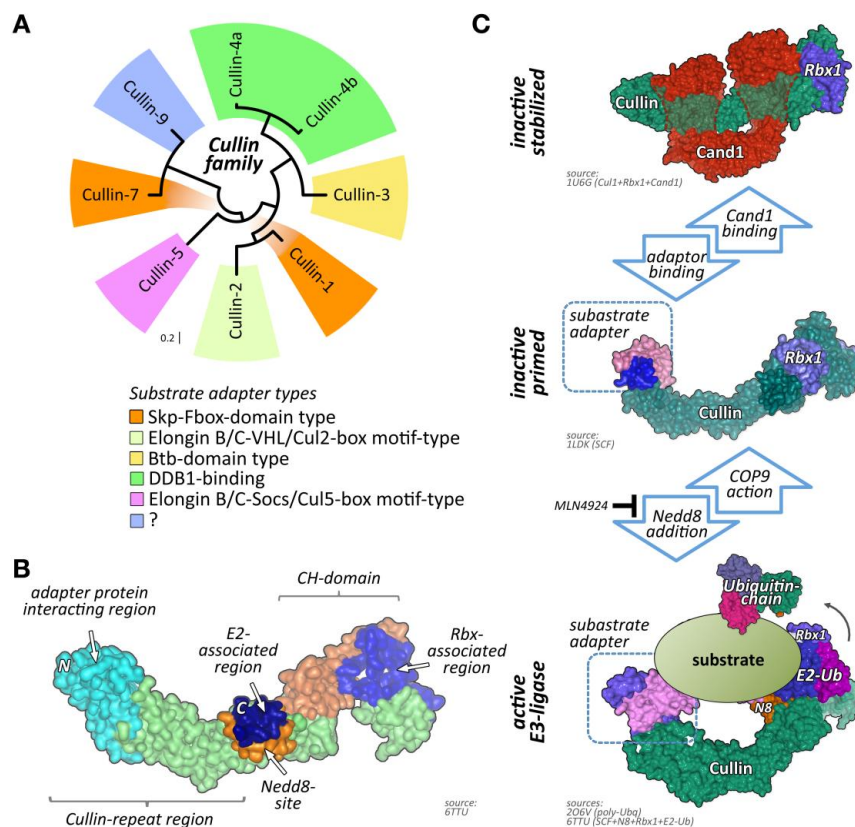 A
Cullin-4a
Cullin-4b
Cullin-9
Cullin
family
Cullin-7
Cullin-3
Cullin-5
Cullin-2
Cullin-1
0.2
Substrate adapter types
Skp-Fbox-domain type
Elongin B/C-VHL/Cul2-box motif-type
Btb-domain type
DDB1-binding
Elongin B/C-Socs/Cul5-box motif-type
?
B
CH-domain
adapter protein
interacting region
E2-
associated
region
Rbx-
associated
region
N
C
Nedd8-
site
Cullin-repeat region
source:
6TTU
C
inactive
stabilized
Cullin
Rbx1
Cand1
source:
1U6G (Cul1+Rbx1+Cand1)
Cand1
binding
adaptor
binding
inactive
primed
subastrate
adapter
Rbx1
Cullin
source:
1LDK (SCF)
COP9
action
MLN4924
Nedd8
addition
active
E3-ligase
Ubiquitin-
chain
subastrate
adapter
substrate
Rbx1
E2-Ub
N8
Cullin
sources:
2O6V (poly-Ubq)
6TTU (SCF+N8+Rbx1+E2-Ub)